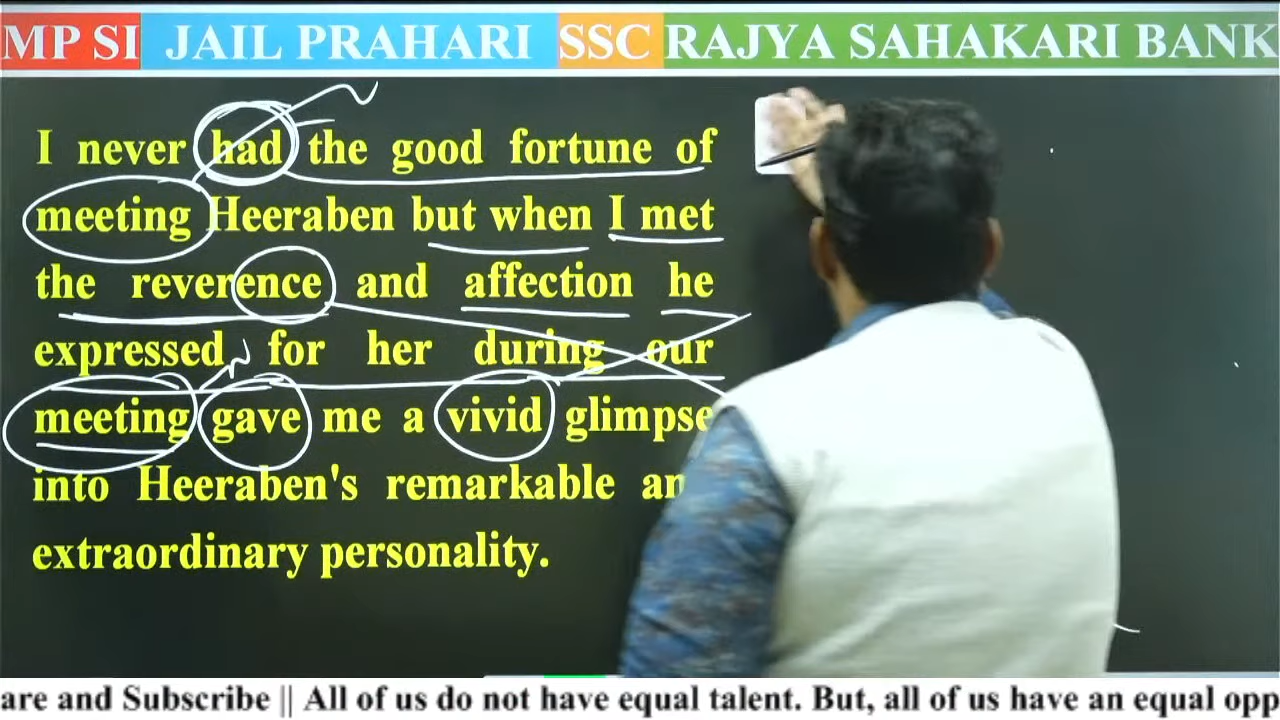 MP SI JAIL PRAHARI SSC RAJYA SAHAKARI BANK
I never had the good fortune of
meeting Heeraben but when I met
the reverence and affection he
expressed for her during our
meeting gave me a vivid glimpse
into Heeraben's remarkable an
extraordinary personality.
are and Subscribe || All of us do not have equal talent. But, all of us have an equal opp